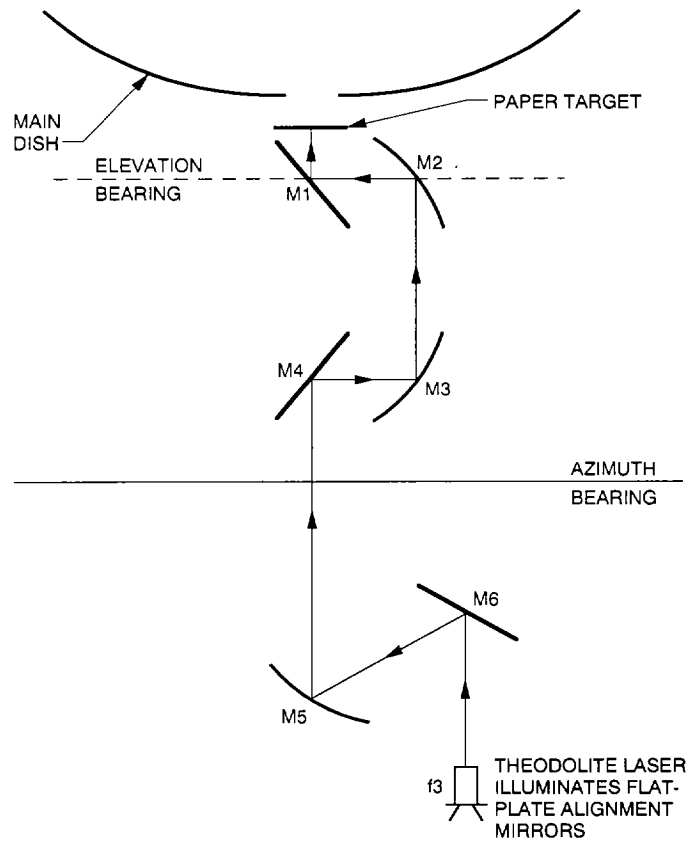 PAPER TARGET
MAIN
DISH
M2
ELEVATION
BEARING
M1
M4
M3
AZIMUTH
BEARING
M6
M5
f3
THEODOLITE LASER
ILLUMINATES FLAT-
PLATE ALIGNMENT
MIRRORS